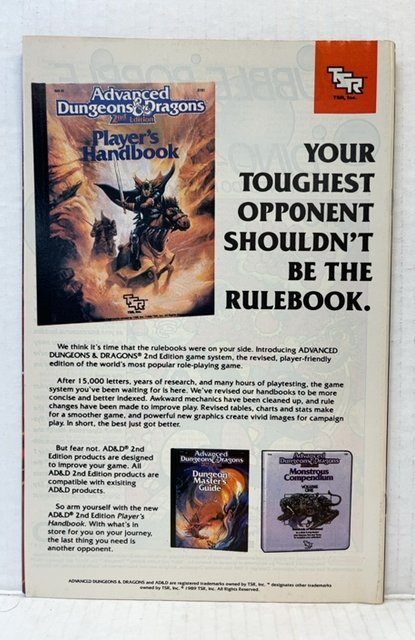 TSR
TSR, Inc.
Advanced
Dungeons & Dragons
2nd Edition
Player's
Handbook
TSR
TSR, Inc.
YOUR
TOUGHEST
OPPONENT
SHOULDN'T
BE THE
RULEBOOK.
We think it's time that the rulebooks were on your side. Introducing ADVANCED
DUNGEONS & DRAGONS® 2nd Edition game system, the revised, player-friendly
edition of the world's most popular role-playing game.
After 15,000 letters, years of research, and many hours of playtesting, the game
system you've been waiting for is here. We've revised our handbooks to be more
concise and better indexed. Awkward mechanics have been cleaned up, and rule
changes have been made to improve play. Revised tables, charts and stats make
for a smoother game, and powerful new graphics create vivid images for campaign
play. In short, the best just got better.
But fear not. AD&D® 2nd
Edition products are designed
to improve your game. All
AD&D 2nd Edition products are
compatible with exisiting
AD&D products.
So arm yourself with the new
AD&D® 2nd Edition Player's
Handbook. With what's in
store for you on your journey,
the last thing you need is
another opponent.
Advanced
Dungeons & Dragons
Dungeon
Master's
Guide
Advanced
Dungeons & Dragons
Monstrous
Compendium
VOLUME
ONE
TSR
ADVANCED DUNGEONS & DRAGONS and AD&D are registered trademarks owned by TSR, Inc. ™ designates other trademarks
owned by TSR, Inc. © 1989 TSR, Inc. All Rights Reserved.